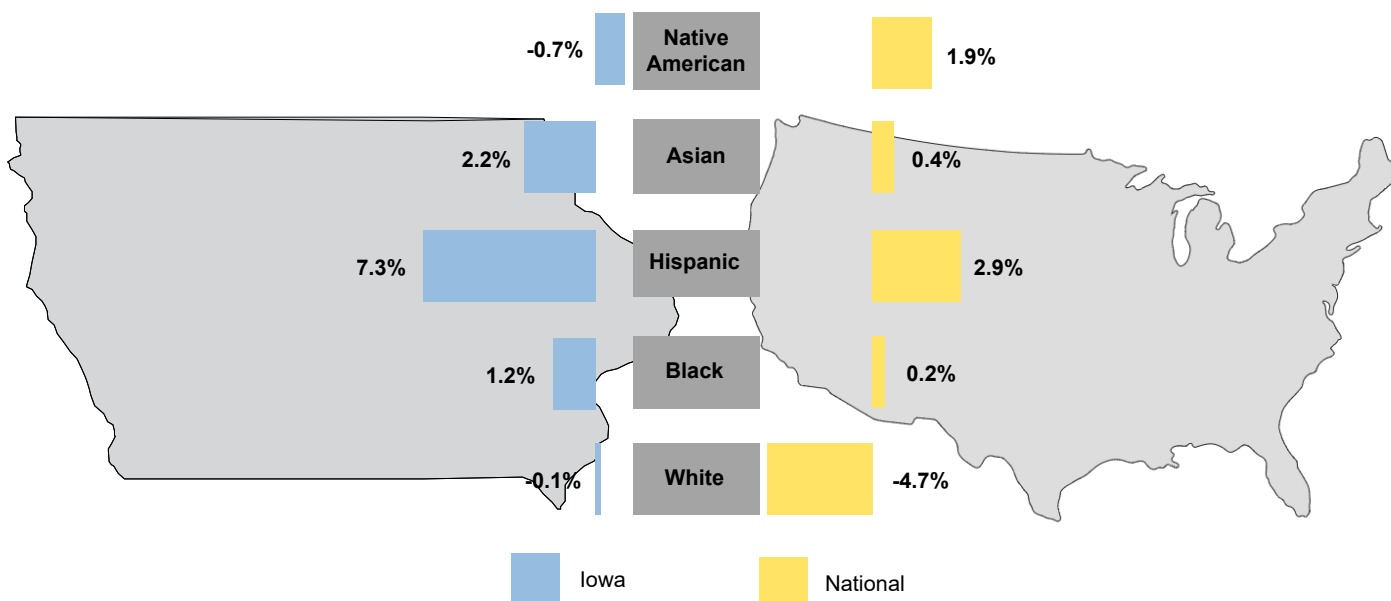 -0.7%
Native
American
1.9%
2.2%
Asian
0.4%
7.3%
Hispanic
2.9%
1.2%
Black
0.2%
-0.1%
White
-4.7%
Iowa
National